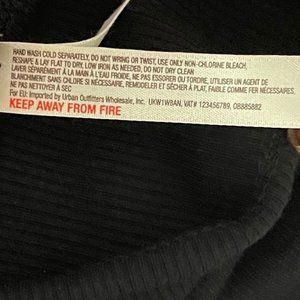 HAND WASH COLD SEPARATELY, DO NOT WRING OR TWIST, USE ONLY NON-CHLORINE BLEACH,
RESHAPE & LAY FLAT TO DRY, LOW IRON AS NEEDED, DO NOT DRY CLEAN
LAVER SÉPARÉMENT À LA MAIN À L'EAU FROIDE, NE PAS ESSORER OU TORDRE, UTILISER UN AGENT DE
BLANCHIMENT SANS CHLORE SI NÉCESSAIRE, REMODELER ET SÉCHER À PLAT, FAIBLE COMME FER NÉCESSAIRES.
NE PAS NETTOYER À SEC
For EU: Imported by Urban Outfitters Wholesale, Inc. UKW1W8AN, VAT# 123456789, OB885882
KEEP AWAY FROM FIRE